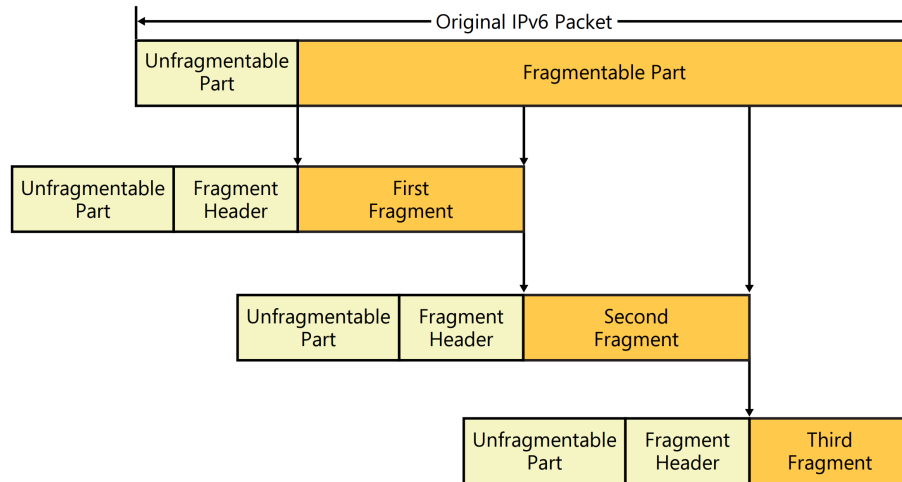 Original IPv6 Packet
Unfragmentable
Part
Fragmentable Part
Unfragmentable
Part
Fragment
Header
First
Fragment
Unfragmentable
Part
Fragment
Header
Second
Fragment
Unfragmentable
Part
Fragment
Header
Third
Fragment